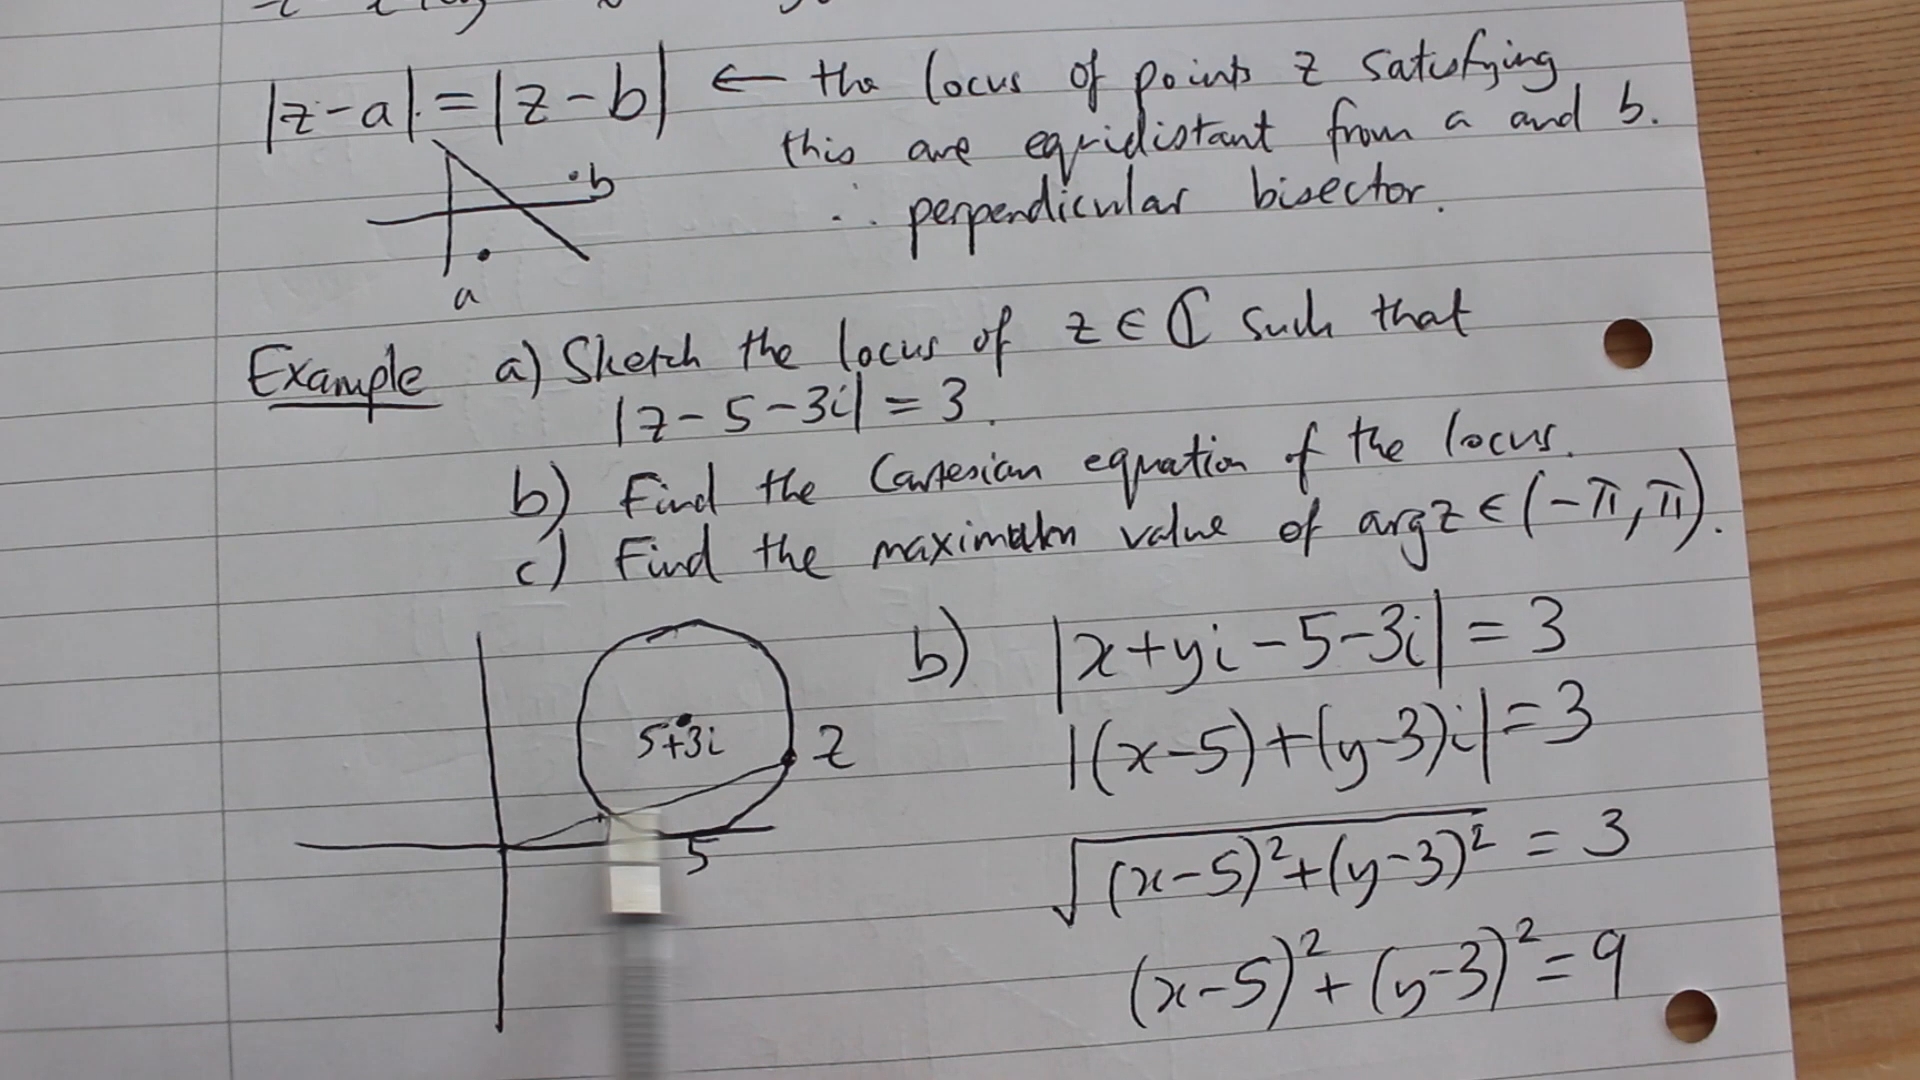 |z-a| = |z-b| ← the locus of points z satisfying
this are equidistant from a and b.
∴ perpendicular bisector.
b
a
Example a) Sketch the locus of z ∈ ℂ such that
|z-5-3i| = 3.
b) Find the Cartesian equation of the locus.
c) Find the maximum value of arg z ∈ (-π, π).
5+3i
z
5
b) |x+yi-5-3i| = 3
|(x-5)+(y-3)i| = 3
√((x-5)²+(y-3)²) = 3
(x-5)²+(y-3)² = 9